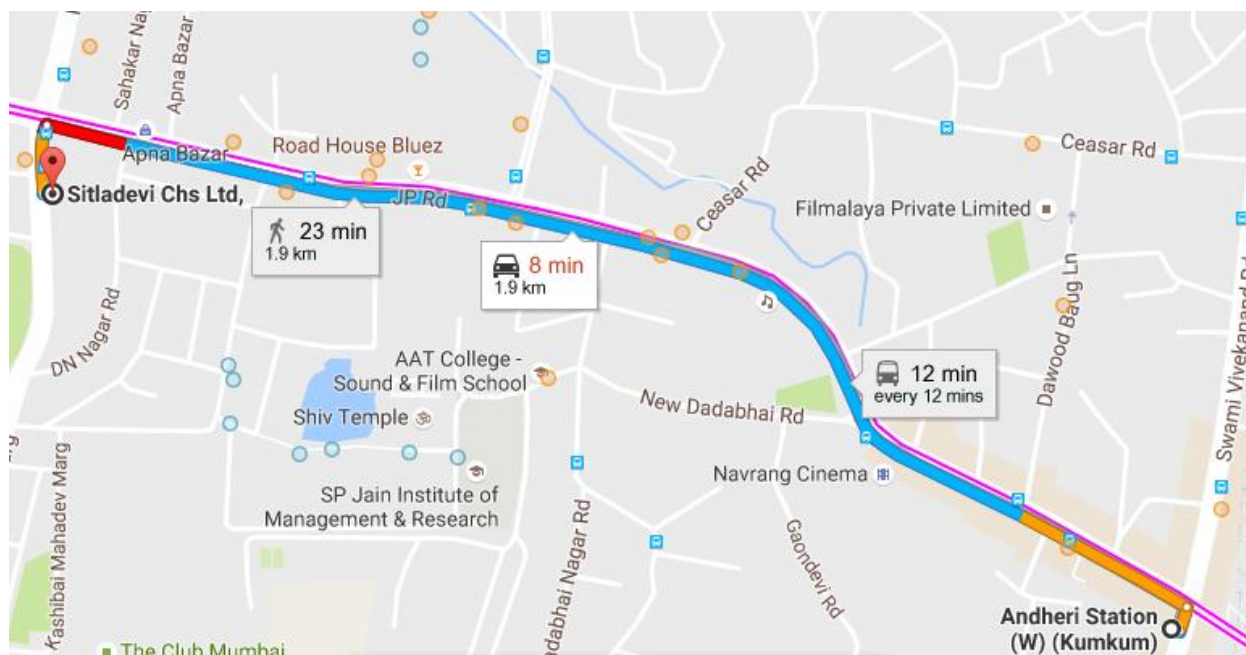 Sahakar Nag
Apna Bazar
Apna Bazar
Road House Bluez
JP Rd
Sitladevi Chs Ltd,
23 min
1.9 km
8 min
1.9 km
Ceasar Rd
Ceasar Rd
Filmalaya Private Limited
Dawood Baug Ln
Swami Vivekanand Road
DN Nagar Rd
AAT College -
Sound & Film School
12 min
every 12 mins
New Dadabhai Rd
Shiv Temple
Navrang Cinema
SP Jain Institute of
Management & Research
Kashibai Mahadev Marg
adabhai Nagar Rd
Gaondevi Rd
Andheri Station
(W) (Kumkum)
The Club Mumbai